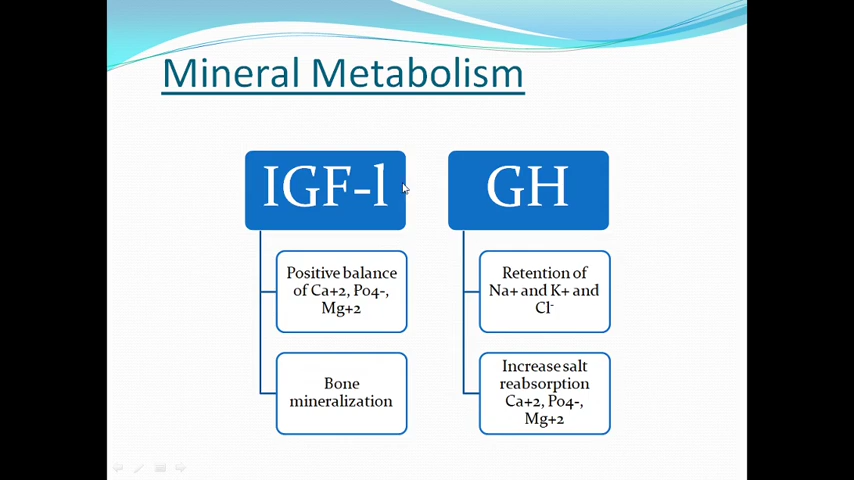 Mineral Metabolism
IGF-1
Positive balance
of Ca+2, Po4-,
Mg+2
Bone
mineralization
GH
Retention of
Na+ and K+ and
Cl-
Increase salt
reabsorption
Ca+2, Po4-,
Mg+2